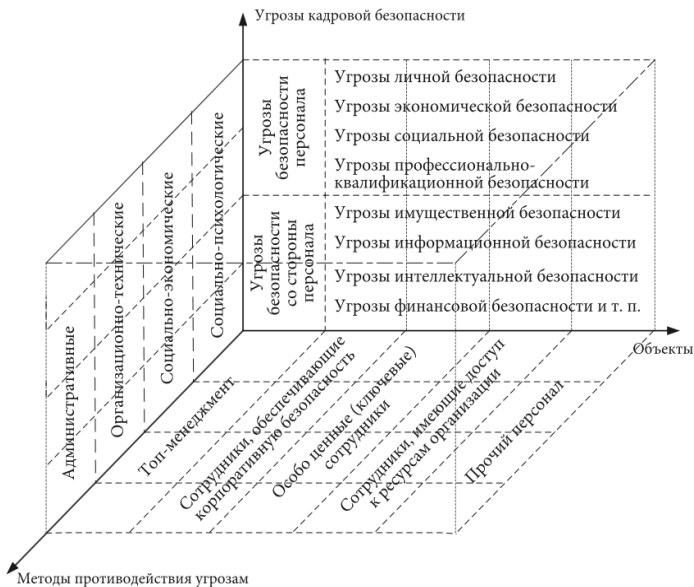 Угрозы кадровой безопасности
Угрозы
безопасности
персонала
Угрозы личной безопасности
Угрозы экономической безопасности
Угрозы социальной безопасности
Угрозы профессионально-
квалификационной безопасности
Угрозы
безопасности
со стороны
персонала
Угрозы имущественной безопасности
Угрозы информационной безопасности
Угрозы интеллектуальной безопасности
Угрозы финансовой безопасности и т. п.
Административные
Организационно-технические
Социально-экономические
Социально-психологические
Объекты
Топ-менеджмент
Сотрудники, обеспечивающие
корпоративную безопасность
Особо ценные (ключевые)
сотрудники
Сотрудники, имеющие доступ
к ресурсам организации
Прочий персонал
Методы противодействия угрозам